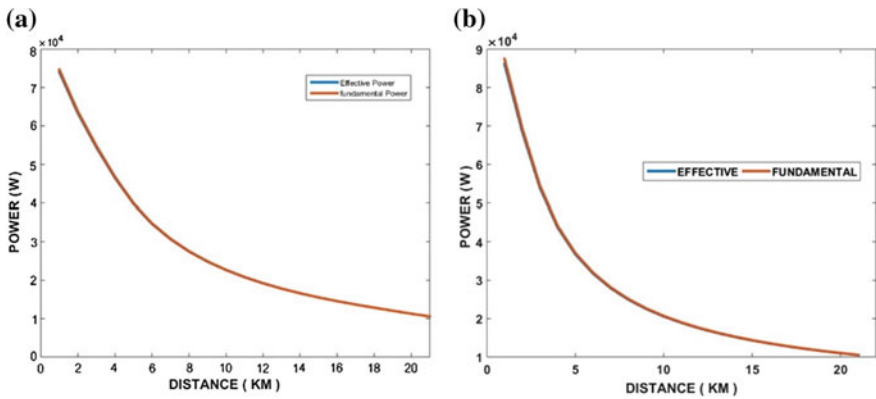 (a)
×10⁴
8
7
6
5
4
3
2
1
0
POWER (W)
Effective Power
fundamental Power
0 2 4 6 8 10 12 14 16 18 20
DISTANCE ( KM )
(b)
×10⁴
9
8
7
6
5
4
3
2
1
POWER (W)
EFFECTIVE FUNDAMENTAL
0 5 10 15 20
DISTANCE ( KM )